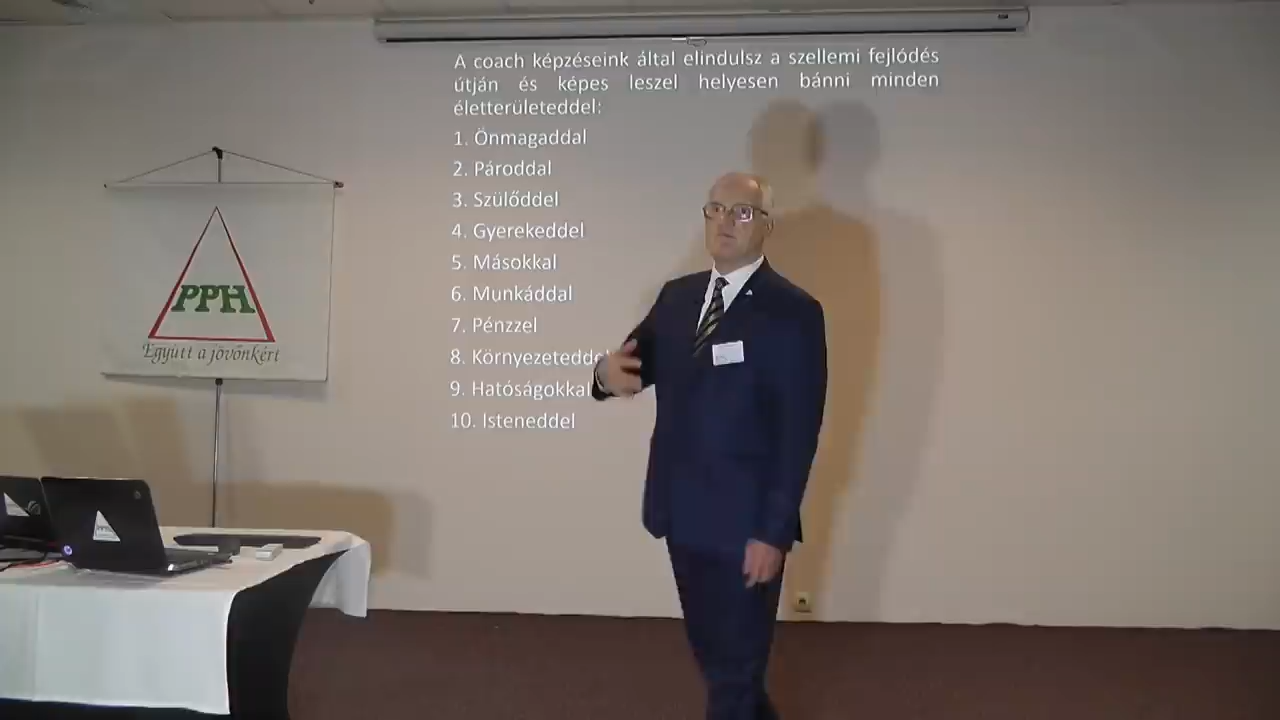 A coach képzéseink által elindulsz a szellemi fejlődés
útján és képes leszel helyesen bánni minden
életterületeddel:
1. Önmagaddal
2. Pároddal
3. Szülőddel
4. Gyerekeddel
5. Másokkal
6. Munkáddal
7. Pénzzel
8. Környezeteddel
9. Hatóságokkal
10. Isteneddel
PPH
Együtt a jövőnkért